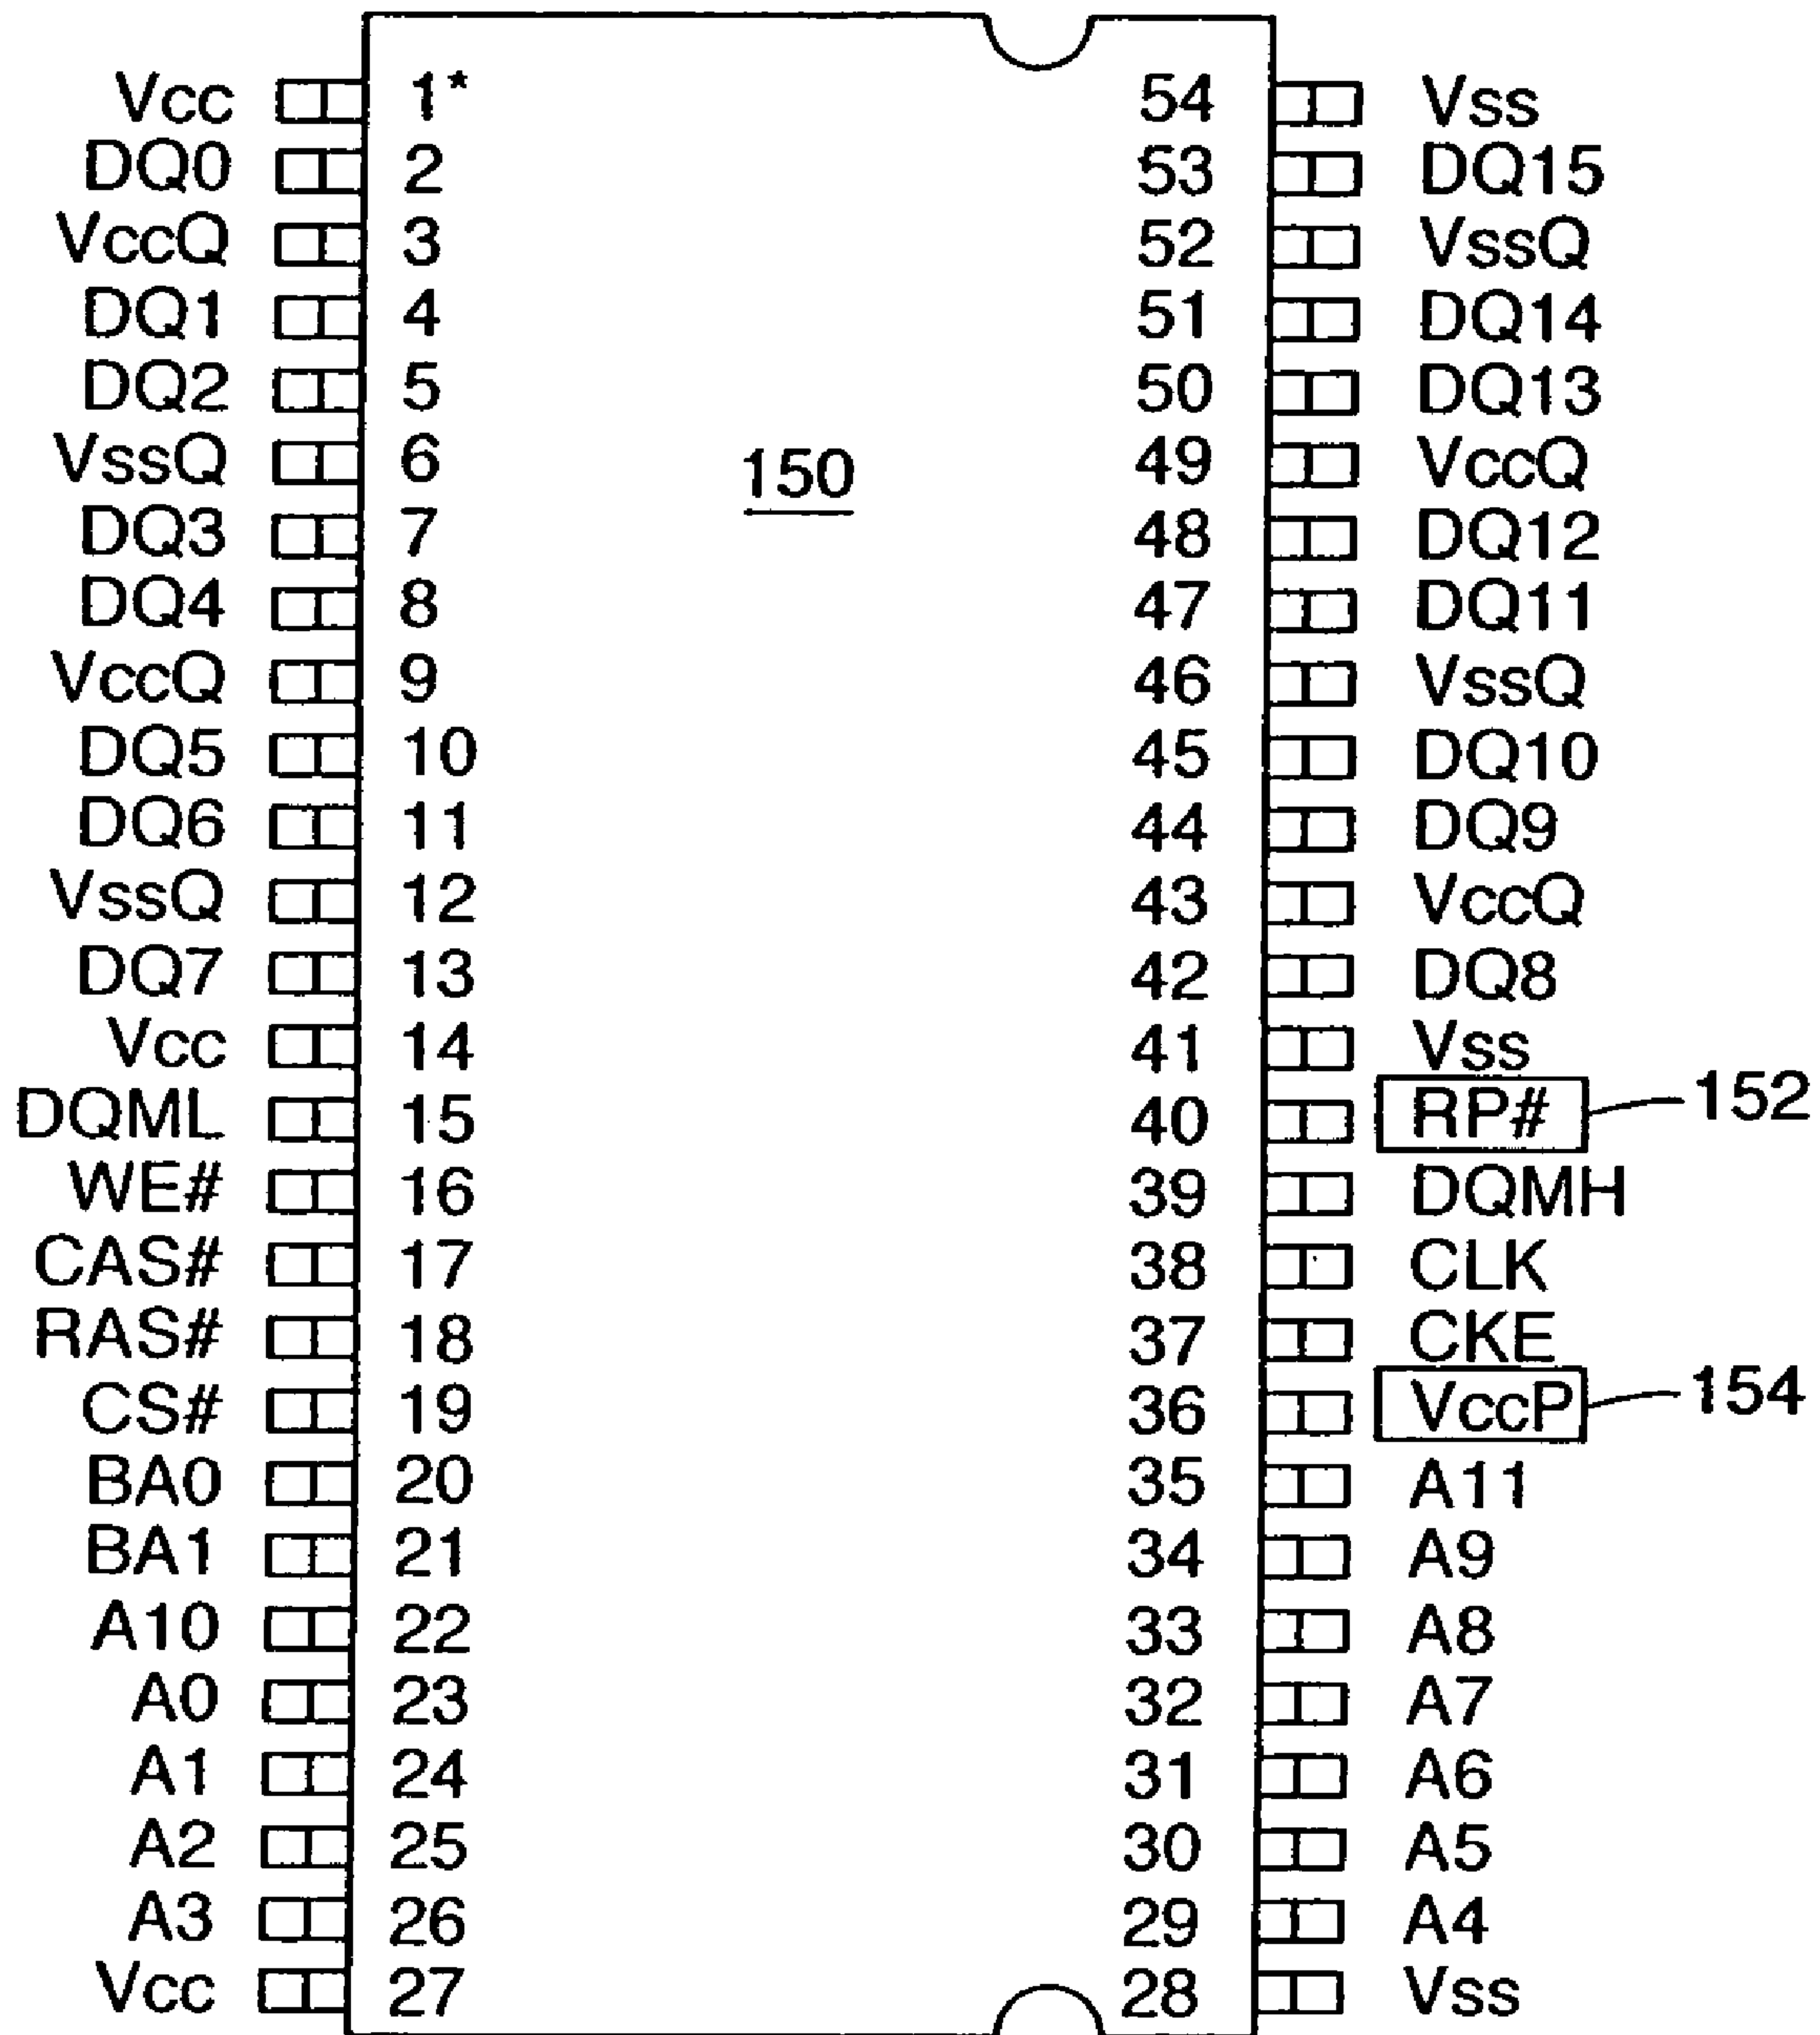 Vcc 1* 54 Vss
DQ0 2 53 DQ15
VccQ 3 52 VssQ
DQ1 4 51 DQ14
DQ2 5 50 DQ13
VssQ 6 150 49 VccQ
DQ3 7 48 DQ12
DQ4 8 47 DQ11
VccQ 9 46 VssQ
DQ5 10 45 DQ10
DQ6 11 44 DQ9
VssQ 12 43 VccQ
DQ7 13 42 DQ8
Vcc 14 41 Vss
DQML 15 40 RP# 152
WE# 16 39 DQMH
CAS# 17 38 CLK
RAS# 18 37 CKE
CS# 19 36 VccP 154
BA0 20 35 A11
BA1 21 34 A9
A10 22 33 A8
A0 23 32 A7
A1 24 31 A6
A2 25 30 A5
A3 26 29 A4
Vcc 27 28 Vss